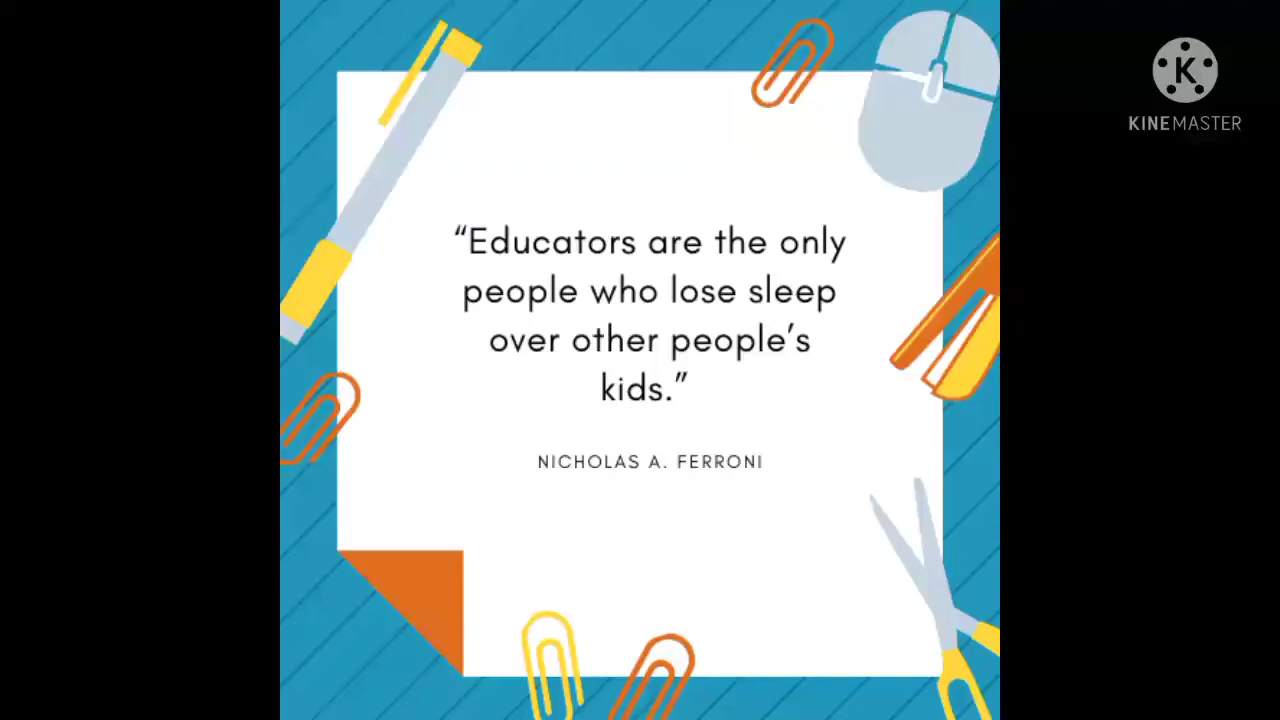 “Educators are the only
people who lose sleep
over other people’s
kids.”
NICHOLAS A. FERRONI
K
KINEMASTER